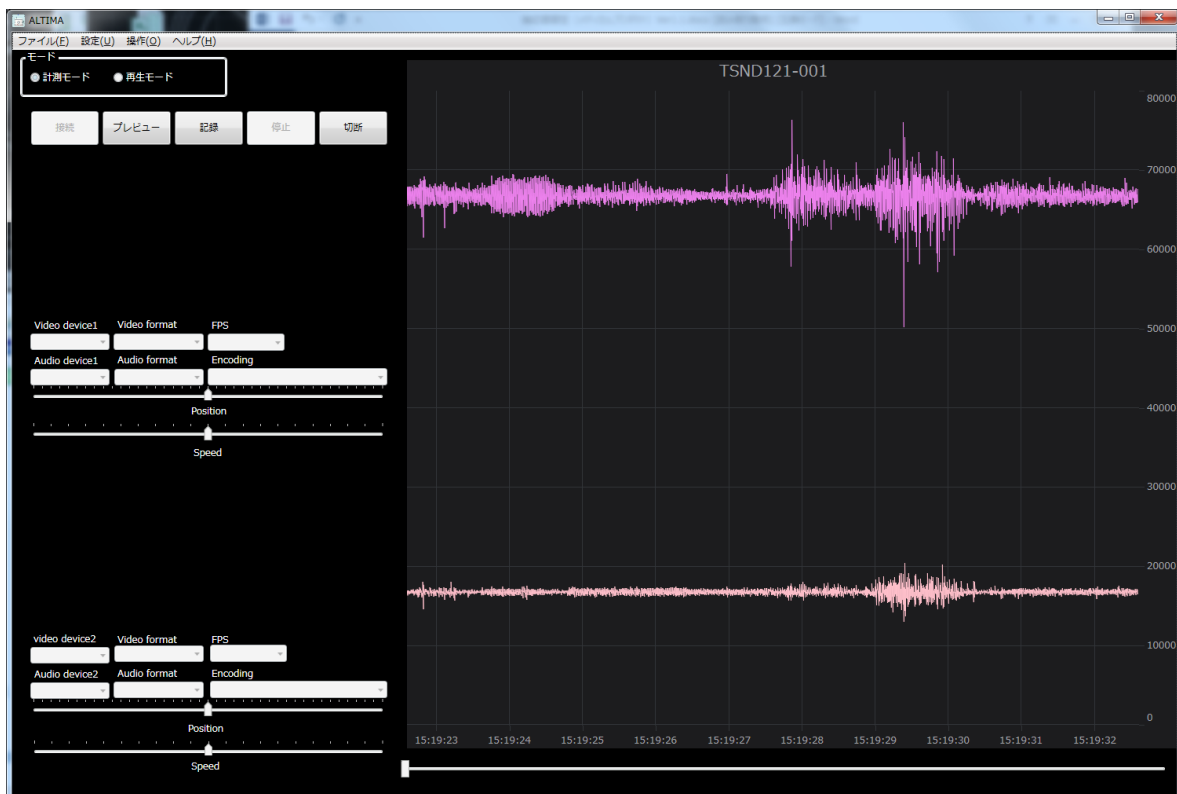 ALTIMA
ファイル(F) 設定(U) 操作(O) ヘルプ(H)
モード
計測モード 再生モード
接続 プレビュー 記録 停止 切断
TSND121-001
80000
70000
60000
50000
40000
30000
20000
10000
0
Video device1 Video format FPS
Audio device1 Audio format Encoding
Position
Speed
video device2 Video format FPS
Audio device2 Audio format Encoding
Position
Speed
15:19:23 15:19:24 15:19:25 15:19:26 15:19:27 15:19:28 15:19:29 15:19:30 15:19:31 15:19:32